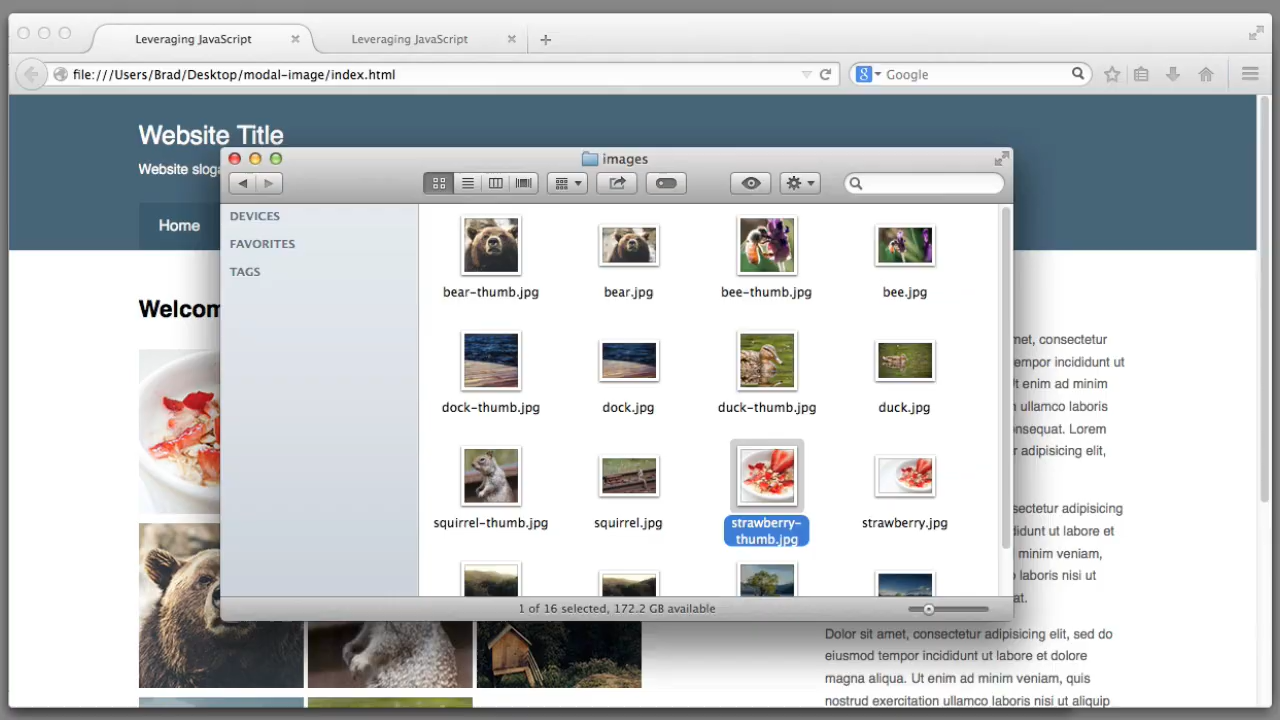 Leveraging JavaScript
Leveraging JavaScript
file:///Users/Brad/Desktop/modal-image/index.html
Google
Website Title
Website sloga
images
Home
DEVICES
FAVORITES
TAGS
bear-thumb.jpg
bear.jpg
bee-thumb.jpg
bee.jpg
Welcom
dock-thumb.jpg
dock.jpg
duck-thumb.jpg
duck.jpg
squirrel-thumb.jpg
squirrel.jpg
strawberry-
thumb.jpg
strawberry.jpg
1 of 16 selected, 172.2 GB available
met, consectetur
mpor incididunt ut
t enim ad minim
ullamco laboris
onsequat. Lorem
r adipisicing elit,
sectetur adipisicing
t labore et
minim veniam,
laboris nisi ut
at.
Dolor sit amet, consectetur adipisicing elit, sed do
eiusmod tempor incididunt ut labore et dolore
magna aliqua. Ut enim ad minim veniam, quis
nostrud exercitation ullamco laboris nisi ut aliquip